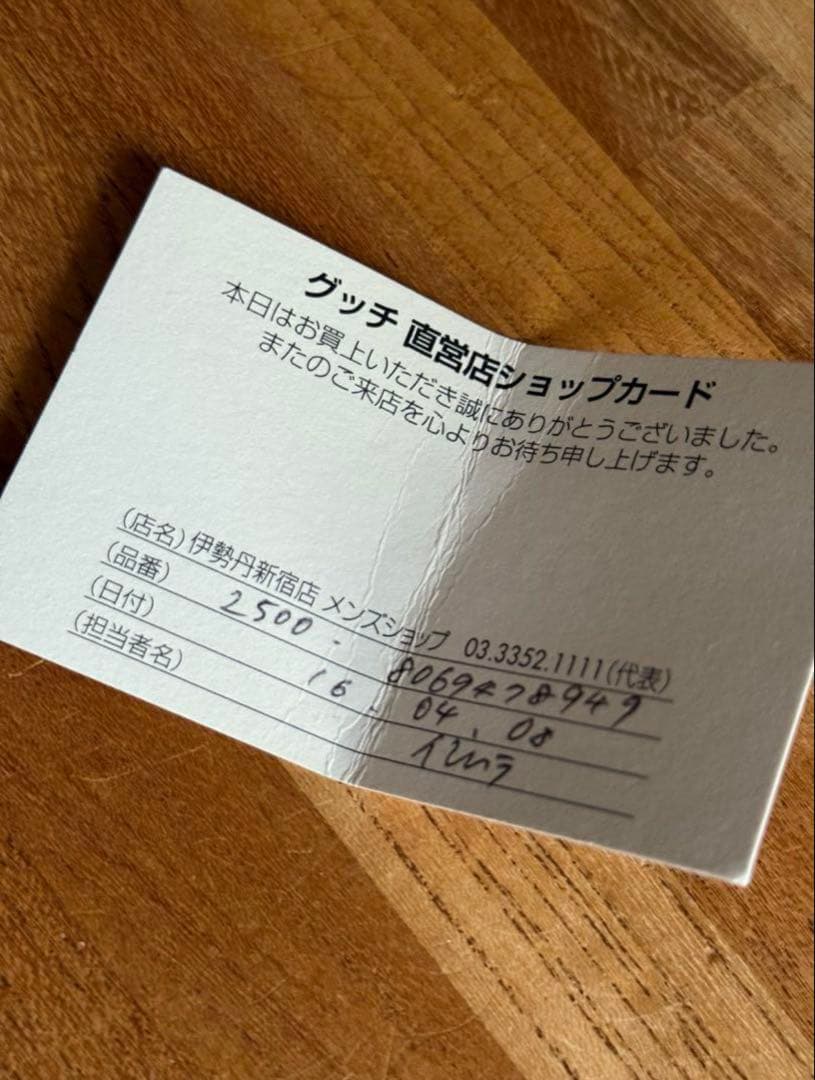 グッチ 直営店ショップカード
本日はお買上いただき誠にありがとうございました。
またのご来店を心よりお待ち申し上げます。
(店名) 伊勢丹新宿店 メンズショップ 03.3352.1111(代表)
(品番) 2500 -
(日付) 16. 04. 08
(担当者名)